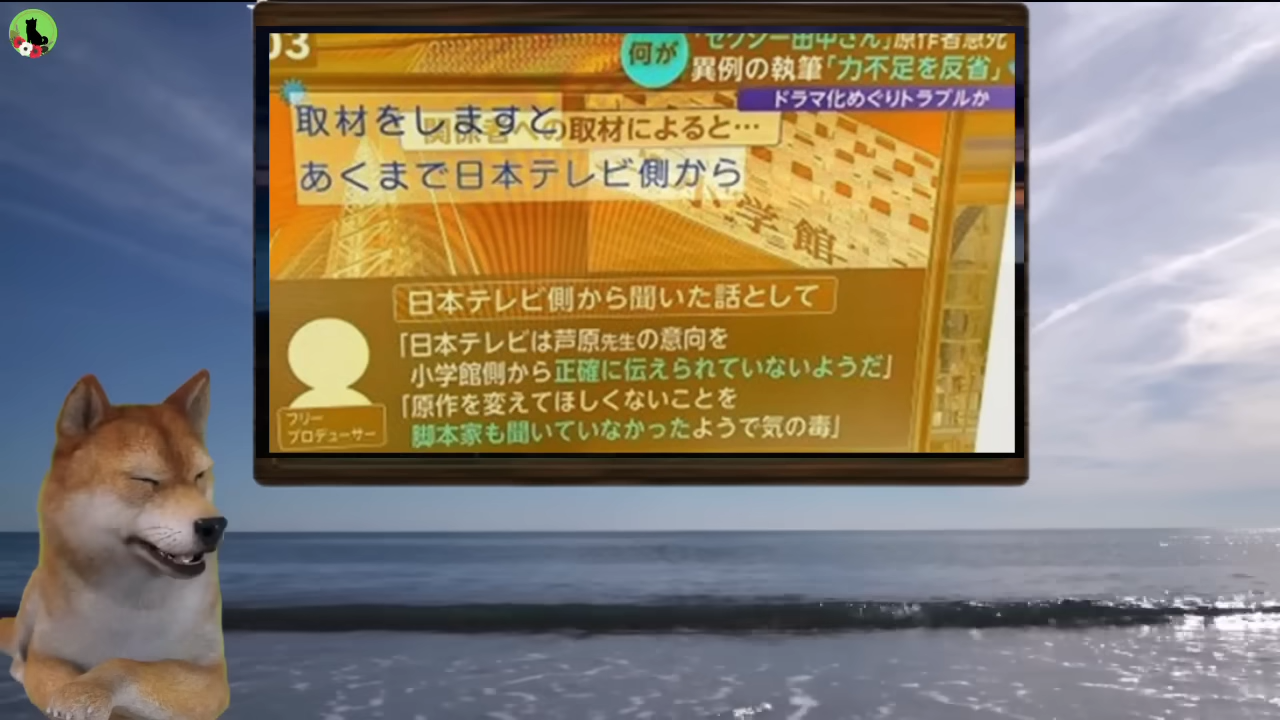 03
何が
「セクシー田中さん」原作者急死
異例の執筆「力不足を反省」
ドラマ化めぐりトラブルか
取材をしますと
関係者への取材によると…
あくまで日本テレビ側から
小学館
日本テレビ側から聞いた話として
「日本テレビは芦原先生の意向を
小学館側から正確に伝えられていないようだ」
「原作を変えてほしくないことを
脚本家も聞いていなかったようで気の毒」
フリー
プロデューサー